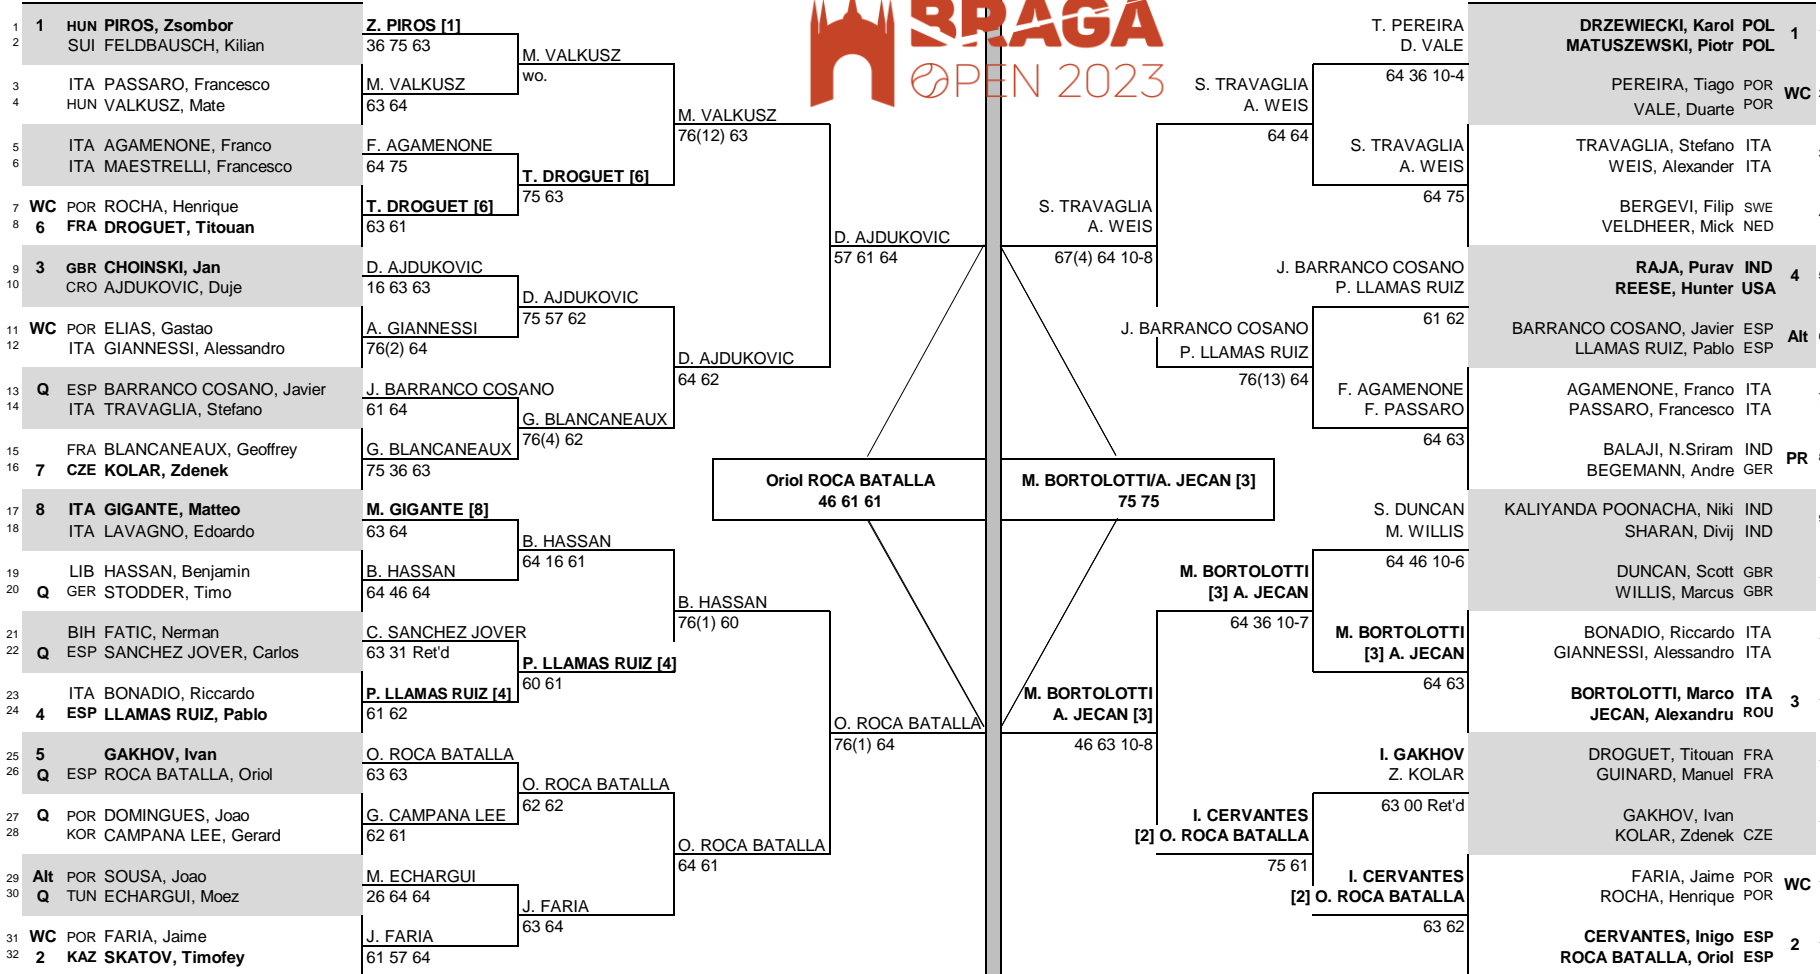 BRAGA
OPEN 2023
1 1 HUN PIROS, Zsombor
2 SUI FELDBAUSCH, Kilian
3 ITA PASSARO, Francesco
4 HUN VALKUSZ, Mate
5 ITA AGAMENONE, Franco
6 ITA MAESTRELLI, Francesco
7 WC POR ROCHA, Henrique
8 6 FRA DROGUET, Titouan
9 3 GBR CHOINSKI, Jan
10 CRO AJDUKOVIC, Duje
11 WC POR ELIAS, Gastao
12 ITA GIANNESSI, Alessandro
13 Q ESP BARRANCO COSANO, Javier
14 ITA TRAVAGLIA, Stefano
15 FRA BLANCANEAUX, Geoffrey
16 7 CZE KOLAR, Zdenek
17 8 ITA GIGANTE, Matteo
18 ITA LAVAGNO, Edoardo
19 LIB HASSAN, Benjamin
20 Q GER STODDER, Timo
21 BIH FATIC, Nerman
22 Q ESP SANCHEZ JOVER, Carlos
23 ITA BONADIO, Riccardo
24 4 ESP LLAMAS RUIZ, Pablo
25 5 GAKHOV, Ivan
26 Q ESP ROCA BATALLA, Oriol
27 Q POR DOMINGUES, Joao
28 KOR CAMPANA LEE, Gerard
29 Alt POR SOUSA, Joao
30 Q TUN ECHARGUI, Moez
31 WC POR FARIA, Jaime
32 2 KAZ SKATOV, Timofey
Z. PIROS [1]
36 75 63
M. VALKUSZ
63 64
F. AGAMENONE
64 75
T. DROGUET [6]
63 61
D. AJDUKOVIC
16 63 63
A. GIANNESSI
76(2) 64
J. BARRANCO COSANO
61 64
G. BLANCANEAUX
75 36 63
M. GIGANTE [8]
63 64
B. HASSAN
64 46 64
C. SANCHEZ JOVER
63 31 Ret'd
P. LLAMAS RUIZ [4]
61 62
O. ROCA BATALLA
63 63
G. CAMPANA LEE
62 61
M. ECHARGUI
26 64 64
J. FARIA
61 57 64
M. VALKUSZ
wo.
T. DROGUET [6]
75 63
D. AJDUKOVIC
75 57 62
G. BLANCANEAUX
76(4) 62
B. HASSAN
64 16 61
P. LLAMAS RUIZ [4]
60 61
O. ROCA BATALLA
62 62
J. FARIA
63 64
M. VALKUSZ
76(12) 63
D. AJDUKOVIC
64 62
B. HASSAN
76(1) 60
O. ROCA BATALLA
64 61
D. AJDUKOVIC
57 61 64
O. ROCA BATALLA
76(1) 64
Oriol ROCA BATALLA
46 61 61
M. BORTOLOTTI/A. JECAN [3]
75 75
S. TRAVAGLIA
A. WEIS
67(4) 64 10-8
M. BORTOLOTTI
A. JECAN [3]
46 63 10-8
S. TRAVAGLIA
A. WEIS
64 64
J. BARRANCO COSANO
P. LLAMAS RUIZ
76(13) 64
M. BORTOLOTTI
[3] A. JECAN
64 36 10-7
I. CERVANTES
[2] O. ROCA BATALLA
75 61
T. PEREIRA
D. VALE
64 36 10-4
S. TRAVAGLIA
A. WEIS
64 75
J. BARRANCO COSANO
P. LLAMAS RUIZ
61 62
F. AGAMENONE
F. PASSARO
64 63
S. DUNCAN
M. WILLIS
64 46 10-6
M. BORTOLOTTI
[3] A. JECAN
64 63
I. GAKHOV
Z. KOLAR
63 00 Ret'd
I. CERVANTES
[2] O. ROCA BATALLA
63 62
DRZEWIECKI, Karol POL 1
MATUSZEWSKI, Piotr POL
PEREIRA, Tiago POR WC
VALE, Duarte POR
TRAVAGLIA, Stefano ITA
WEIS, Alexander ITA
BERGEVI, Filip SWE
VELDHEER, Mick NED
RAJA, Purav IND 4
REESE, Hunter USA
BARRANCO COSANO, Javier ESP Alt
LLAMAS RUIZ, Pablo ESP
AGAMENONE, Franco ITA
PASSARO, Francesco ITA
BALAJI, N.Sriram IND PR
BEGEMANN, Andre GER
KALIYANDA POONACHA, Niki IND
SHARAN, Divij IND
DUNCAN, Scott GBR
WILLIS, Marcus GBR
BONADIO, Riccardo ITA
GIANNESSI, Alessandro ITA
BORTOLOTTI, Marco ITA 3
JECAN, Alexandru ROU
DROGUET, Titouan FRA
GUINARD, Manuel FRA
GAKHOV, Ivan
KOLAR, Zdenek CZE
FARIA, Jaime POR WC
ROCHA, Henrique POR
CERVANTES, Inigo ESP 2
ROCA BATALLA, Oriol ESP